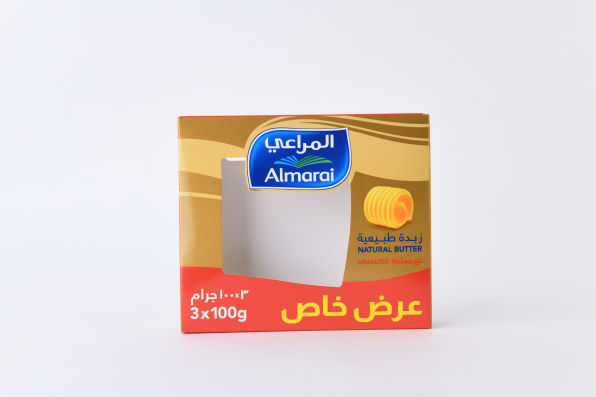 المراعي
Almarai
زبدة طبيعية
NATURAL BUTTER
UNSALTED غير مملحة
٣×١٠٠جرام
3x100g
عرض خاص